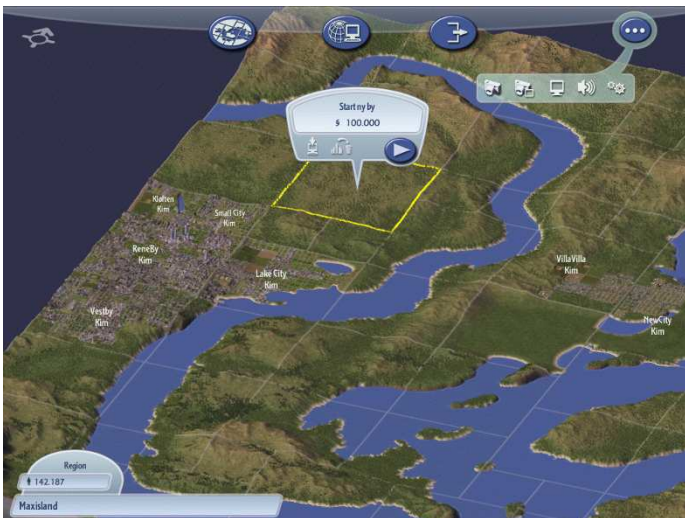 Start ny by
§ 100.000
Kløften
Kim
Small City
Kim
ReneBy
Kim
Lake City
Kim
Vestby
Kim
VillaVilla
Kim
NewCity
Kim
Region
142.187
Maxisland